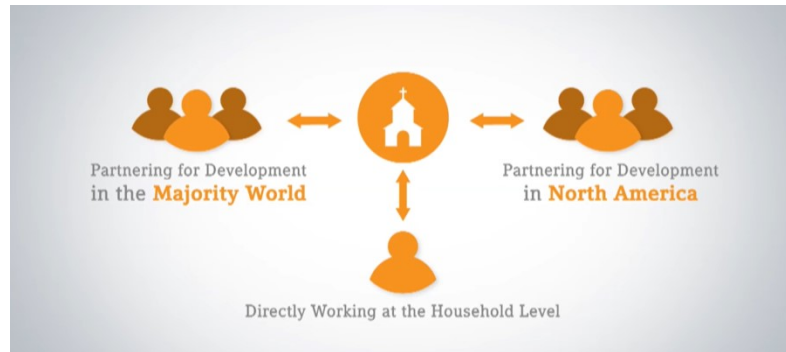 Partnering for Development
in the Majority World
Partnering for Development
in North America
Directly Working at the Household Level